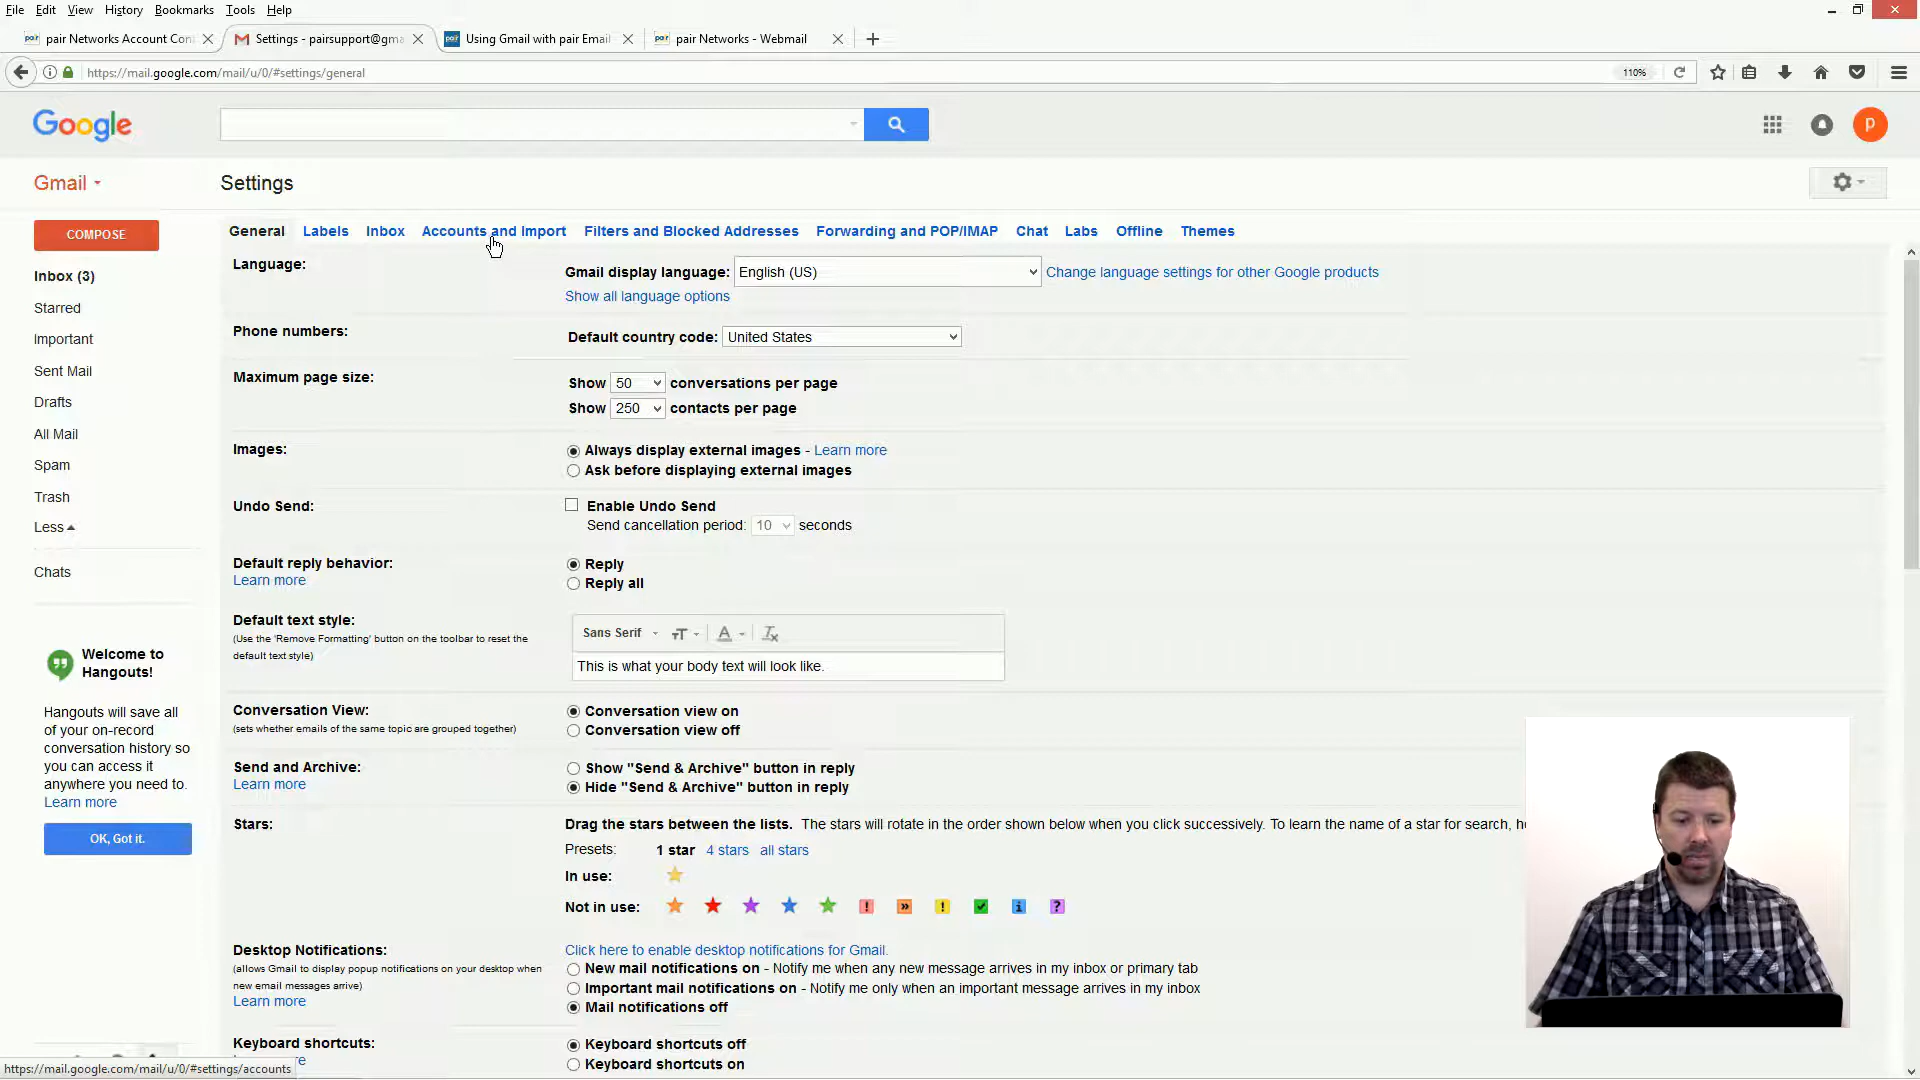 File Edit View History Bookmarks Tools Help
pair Networks Account Con
Settings - pairsupport@gma
Using Gmail with pair Email
pair Networks - Webmail
https://mail.google.com/mail/u/0/#settings/general
110%
Google
P
Gmail
Settings
COMPOSE
General Labels Inbox Accounts and Import Filters and Blocked Addresses Forwarding and POP/IMAP Chat Labs Offline Themes
Inbox (3)
Starred
Important
Sent Mail
Drafts
All Mail
Spam
Trash
Less
Chats
Welcome to
Hangouts!
Hangouts will save all
of your on-record
conversation history so
you can access it
anywhere you need to.
Learn more
OK, Got it.
Language:
Gmail display language: English (US) Change language settings for other Google products
Show all language options
Phone numbers:
Default country code: United States
Maximum page size:
Show 50 conversations per page
Show 250 contacts per page
Images:
Always display external images - Learn more
Ask before displaying external images
Undo Send:
Enable Undo Send
Send cancellation period: 10 seconds
Default reply behavior:
Learn more
Reply
Reply all
Default text style:
(Use the 'Remove Formatting' button on the toolbar to reset the
default text style)
Sans Serif
This is what your body text will look like.
Conversation View:
(sets whether emails of the same topic are grouped together)
Conversation view on
Conversation view off
Send and Archive:
Learn more
Show "Send & Archive" button in reply
Hide "Send & Archive" button in reply
Stars:
Drag the stars between the lists. The stars will rotate in the order shown below when you click successively. To learn the name of a star for search, h
Presets: 1 star 4 stars all stars
In use:
Not in use:
Desktop Notifications:
(allows Gmail to display popup notifications on your desktop when
new email messages arrive)
Learn more
Click here to enable desktop notifications for Gmail.
New mail notifications on - Notify me when any new message arrives in my inbox or primary tab
Important mail notifications on - Notify me only when an important message arrives in my inbox
Mail notifications off
Keyboard shortcuts:
Keyboard shortcuts off
Keyboard shortcuts on
https://mail.google.com/mail/u/0/#settings/accounts